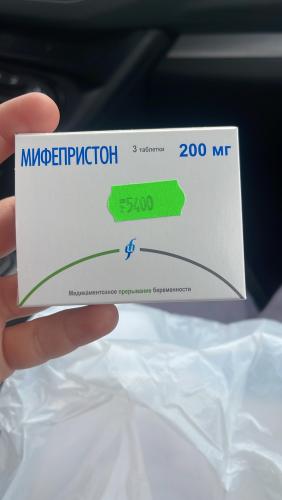 МИФЕПРИСТОН 3 таблетки 200 мг
=5400
Медикаментозное прерывание беременности